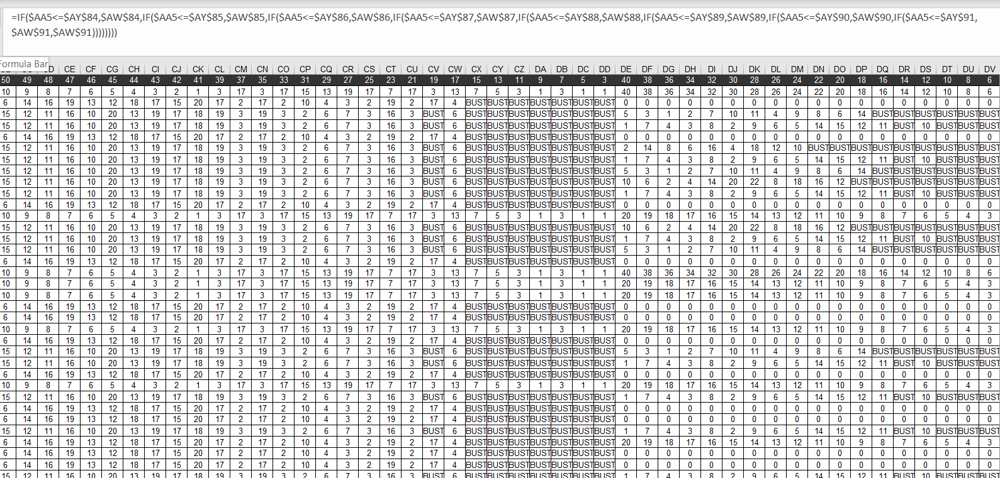 =IF($AA5<=$AY$84,$AW$84,IF($AA5<=$AY$85,$AW$85,IF($AA5<=$AY$86,$AW$86,IF($AA5<=$AY$87,$AW$87,IF($AA5<=$AY$88,$AW$88,IF($AA5<=$AY$89,$AW$89,IF($AA5<=$AY$90,$AW$90,IF($AA5<=$AY$91,
$AW$91,$AW$91))))))))
Formula Bar
D CE CF CG CH CI CJ CK CL CM CN CO CP CQ CR CS CT CU CV CW CX CY CZ DA DB DC DD DE DF DG DH DI DJ DK DL DM DN DO DP DQ DR DS DT DU DV
50 49 48 47 46 45 44 43 42 41 39 37 35 33 31 29 27 25 23 21 19 17 15 13 11 9 7 5 3 40 38 36 34 32 30 28 26 24 22 20 18 16 14 12 10 8 6
10 9 8 7 6 5 4 3 2 1 3 17 3 17 15 13 19 17 7 17 3 13 7 5 3 1 3 1 1 40 38 36 34 32 30 28 26 24 22 20 18 16 14 12 10 8 6
6 14 16 19 13 12 18 17 15 20 17 2 17 2 10 4 3 2 19 2 17 4 BUST BUST BUST BUST BUST BUST BUST 0 0 0 0 0 0 0 0 0 0 0 0 0 0 0 0 0 0
15 12 11 16 10 20 13 19 17 18 19 3 19 3 2 6 7 3 16 3 BUST 6 BUST BUST BUST BUST BUST BUST BUST 5 3 1 2 7 10 11 4 9 8 6 14 BUST BUST BUST BUST BUST BUST
15 12 11 16 10 20 13 19 17 18 19 3 19 3 2 6 7 3 16 3 BUST 6 BUST BUST BUST BUST BUST BUST BUST 1 7 4 3 8 2 9 6 5 14 15 12 11 BUST 10 BUST BUST BUST
6 14 16 19 13 12 18 17 15 20 17 2 17 2 10 4 3 2 19 2 17 4 BUST BUST BUST BUST BUST BUST BUST 0 0 0 0 0 0 0 0 0 0 0 0 0 0 0 0 0 0
15 12 11 16 10 20 13 19 17 18 19 3 19 3 2 6 7 3 16 3 BUST 6 BUST BUST BUST BUST BUST BUST BUST 2 14 8 6 16 4 18 12 10 BUST BUST BUST BUST BUST BUST BUST BUST BUST
15 12 11 16 10 20 13 19 17 18 19 3 19 3 2 6 7 3 16 3 BUST 6 BUST BUST BUST BUST BUST BUST BUST 1 7 4 3 8 2 9 6 5 14 15 12 11 BUST 10 BUST BUST BUST
15 12 11 16 10 20 13 19 17 18 19 3 19 3 2 6 7 3 16 3 BUST 6 BUST BUST BUST BUST BUST BUST BUST 5 3 1 2 7 10 11 4 9 8 6 14 BUST BUST BUST BUST BUST BUST
15 12 11 16 10 20 13 19 17 18 19 3 19 3 2 6 7 3 16 3 BUST 6 BUST BUST BUST BUST BUST BUST BUST 10 6 2 4 14 20 22 8 18 16 12 BUST BUST BUST BUST BUST BUST BUST
15 12 11 16 10 20 13 19 17 18 19 3 19 3 2 6 7 3 16 3 BUST 6 BUST BUST BUST BUST BUST BUST BUST 1 7 4 3 8 2 9 6 5 14 15 12 11 BUST 10 BUST BUST BUST
6 14 16 19 13 12 18 17 15 20 17 2 17 2 10 4 3 2 19 2 17 4 BUST BUST BUST BUST BUST BUST BUST 0 0 0 0 0 0 0 0 0 0 0 0 0 0 0 0 0 0
10 9 8 7 6 5 4 3 2 1 3 17 3 17 15 13 19 17 7 17 3 13 7 5 3 1 3 1 1 20 19 18 17 16 15 14 13 12 11 10 9 8 7 6 5 4 3
15 12 11 16 10 20 13 19 17 18 19 3 19 3 2 6 7 3 16 3 BUST 6 BUST BUST BUST BUST BUST BUST BUST 10 6 2 4 14 20 22 8 18 16 12 BUST BUST BUST BUST BUST BUST BUST
15 12 11 16 10 20 13 19 17 18 19 3 19 3 2 6 7 3 16 3 BUST 6 BUST BUST BUST BUST BUST BUST BUST 1 7 4 3 8 2 9 6 5 14 15 12 11 BUST 10 BUST BUST BUST
15 12 11 16 10 20 13 19 17 18 19 3 19 3 2 6 7 3 16 3 BUST 6 BUST BUST BUST BUST BUST BUST BUST 5 3 1 2 7 10 11 4 9 8 6 14 BUST BUST BUST BUST BUST BUST
6 14 16 19 13 12 18 17 15 20 17 2 17 2 10 4 3 2 19 2 17 4 BUST BUST BUST BUST BUST BUST BUST 0 0 0 0 0 0 0 0 0 0 0 0 0 0 0 0 0 0
10 9 8 7 6 5 4 3 2 1 3 17 3 17 15 13 19 17 7 17 3 13 7 5 3 1 3 1 1 40 38 36 34 32 30 28 26 24 22 20 18 16 14 12 10 8 6
10 9 8 7 6 5 4 3 2 1 3 17 3 17 15 13 19 17 7 17 3 13 7 5 3 1 3 1 1 20 19 18 17 16 15 14 13 12 11 10 9 8 7 6 5 4 3
10 9 8 7 6 5 4 3 2 1 3 17 3 17 15 13 19 17 7 17 3 13 7 5 3 1 3 1 1 20 19 18 17 16 15 14 13 12 11 10 9 8 7 6 5 4 3
6 14 16 19 13 12 18 17 15 20 17 2 17 2 10 4 3 2 19 2 17 4 BUST BUST BUST BUST BUST BUST BUST 0 0 0 0 0 0 0 0 0 0 0 0 0 0 0 0 0 0
6 14 16 19 13 12 18 17 15 20 17 2 17 2 10 4 3 2 19 2 17 4 BUST BUST BUST BUST BUST BUST BUST 0 0 0 0 0 0 0 0 0 0 0 0 0 0 0 0 0 0
10 9 8 7 6 5 4 3 2 1 3 17 3 17 15 13 19 17 7 17 3 13 7 5 3 1 3 1 1 20 19 18 17 16 15 14 13 12 11 10 9 8 7 6 5 4 3
6 14 16 19 13 12 18 17 15 20 17 2 17 2 10 4 3 2 19 2 17 4 BUST BUST BUST BUST BUST BUST BUST 0 0 0 0 0 0 0 0 0 0 0 0 0 0 0 0 0 0
15 12 11 16 10 20 13 19 17 18 19 3 19 3 2 6 7 3 16 3 BUST 6 BUST BUST BUST BUST BUST BUST BUST 5 3 1 2 7 10 11 4 9 8 6 14 BUST BUST BUST BUST BUST BUST
15 12 11 16 10 20 13 19 17 18 19 3 19 3 2 6 7 3 16 3 BUST 6 BUST BUST BUST BUST BUST BUST BUST 1 7 4 3 8 2 9 6 5 14 15 12 11 BUST 10 BUST BUST BUST
6 14 16 19 13 12 18 17 15 20 17 2 17 2 10 4 3 2 19 2 17 4 BUST BUST BUST BUST BUST BUST BUST 0 0 0 0 0 0 0 0 0 0 0 0 0 0 0 0 0 0
10 9 8 7 6 5 4 3 2 1 3 17 3 17 15 13 19 17 7 17 3 13 7 5 3 1 3 1 1 20 19 18 17 16 15 14 13 12 11 10 9 8 7 6 5 4 3
15 12 11 16 10 20 13 19 17 18 19 3 19 3 2 6 7 3 16 3 BUST 6 BUST BUST BUST BUST BUST BUST BUST 1 7 4 3 8 2 9 6 5 14 15 12 11 BUST 10 BUST BUST BUST
6 14 16 19 13 12 18 17 15 20 17 2 17 2 10 4 3 2 19 2 17 4 BUST BUST BUST BUST BUST BUST BUST 0 0 0 0 0 0 0 0 0 0 0 0 0 0 0 0 0 0
6 14 16 19 13 12 18 17 15 20 17 2 17 2 10 4 3 2 19 2 17 4 BUST BUST BUST BUST BUST BUST BUST 0 0 0 0 0 0 0 0 0 0 0 0 0 0 0 0 0 0
15 12 11 16 10 20 13 19 17 18 19 3 19 3 2 6 7 3 16 3 BUST 6 BUST BUST BUST BUST BUST BUST BUST 1 7 4 3 8 2 9 6 5 14 15 12 11 BUST 10 BUST BUST BUST
6 14 16 19 13 12 18 17 15 20 17 2 17 2 10 4 3 2 19 2 17 4 BUST BUST BUST BUST BUST BUST BUST 20 19 18 17 16 15 14 13 12 11 10 9 8 7 6 5 4 3
6 14 16 19 13 12 18 17 15 20 17 2 17 2 10 4 3 2 19 2 17 4 BUST BUST BUST BUST BUST BUST BUST 0 0 0 0 0 0 0 0 0 0 0 0 0 0 0 0 0 0
6 14 16 19 13 12 18 17 15 20 17 2 17 2 10 4 3 2 19 2 17 4 BUST BUST BUST BUST BUST BUST BUST 0 0 0 0 0 0 0 0 0 0 0 0 0 0 0 0 0 0
15 12 11 16 10 20 13 19 17 18 19 3 19 3 2 6 7 3 16 3 BUST 6 BUST BUST BUST BUST BUST BUST BUST 1 7 4 3 8 2 9 6 5 14 15 12 11 BUST 10 BUST BUST BUST